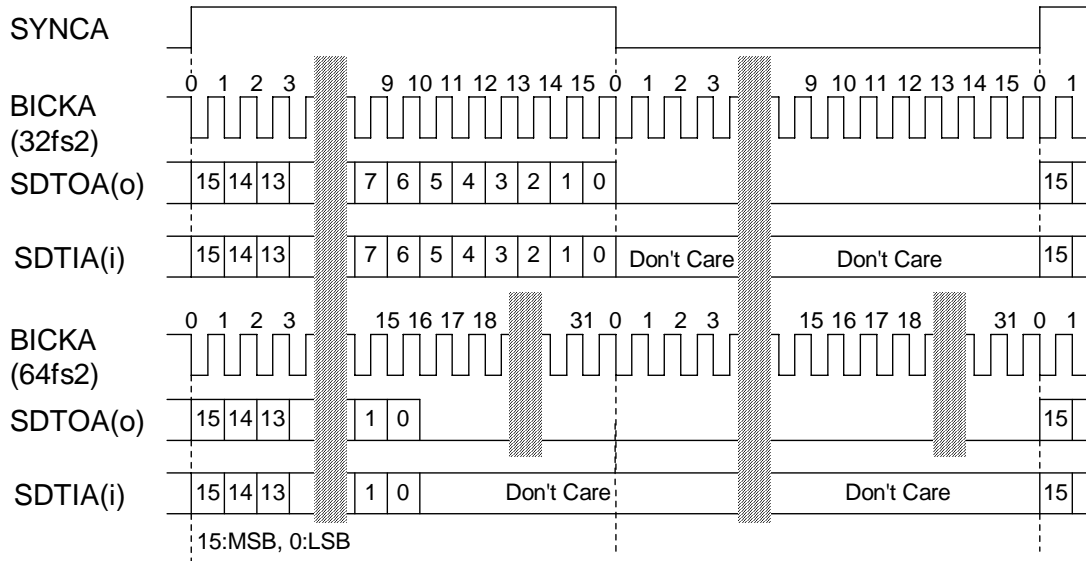 SYNCA
0 1 2 3 9 10 11 12 13 14 15 0 1 2 3 9 10 11 12 13 14 15 0 1
BICKA
(32fs2)
SDTOA(o) 15 14 13 7 6 5 4 3 2 1 0 15
SDTIA(i) 15 14 13 7 6 5 4 3 2 1 0 Don't Care Don't Care 15
0 1 2 3 15 16 17 18 31 0 1 2 3 15 16 17 18 31 0 1
BICKA
(64fs2)
SDTOA(o) 15 14 13 1 0 15
SDTIA(i) 15 14 13 1 0 Don't Care Don't Care 15
15:MSB, 0:LSB